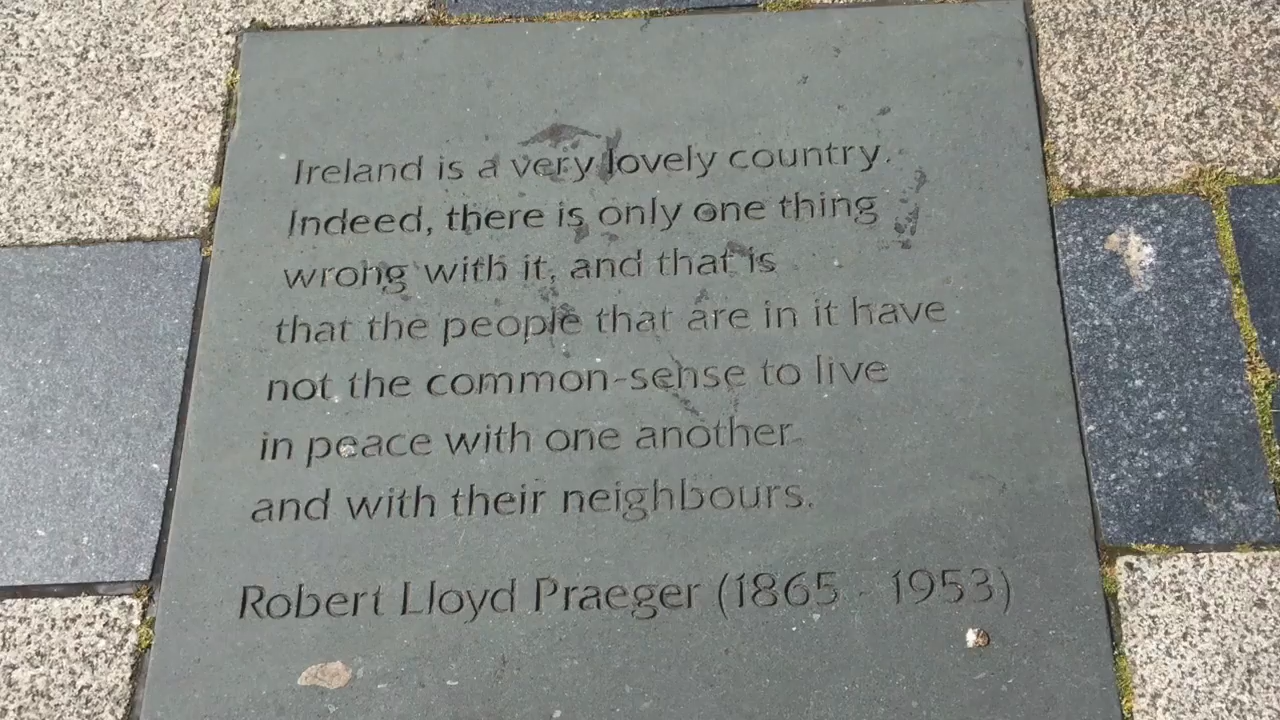 Ireland is a very lovely country.
Indeed, there is only one thing
wrong with it, and that is
that the people that are in it have
not the common-sense to live
in peace with one another
and with their neighbours.
Robert Lloyd Praeger (1865 - 1953)